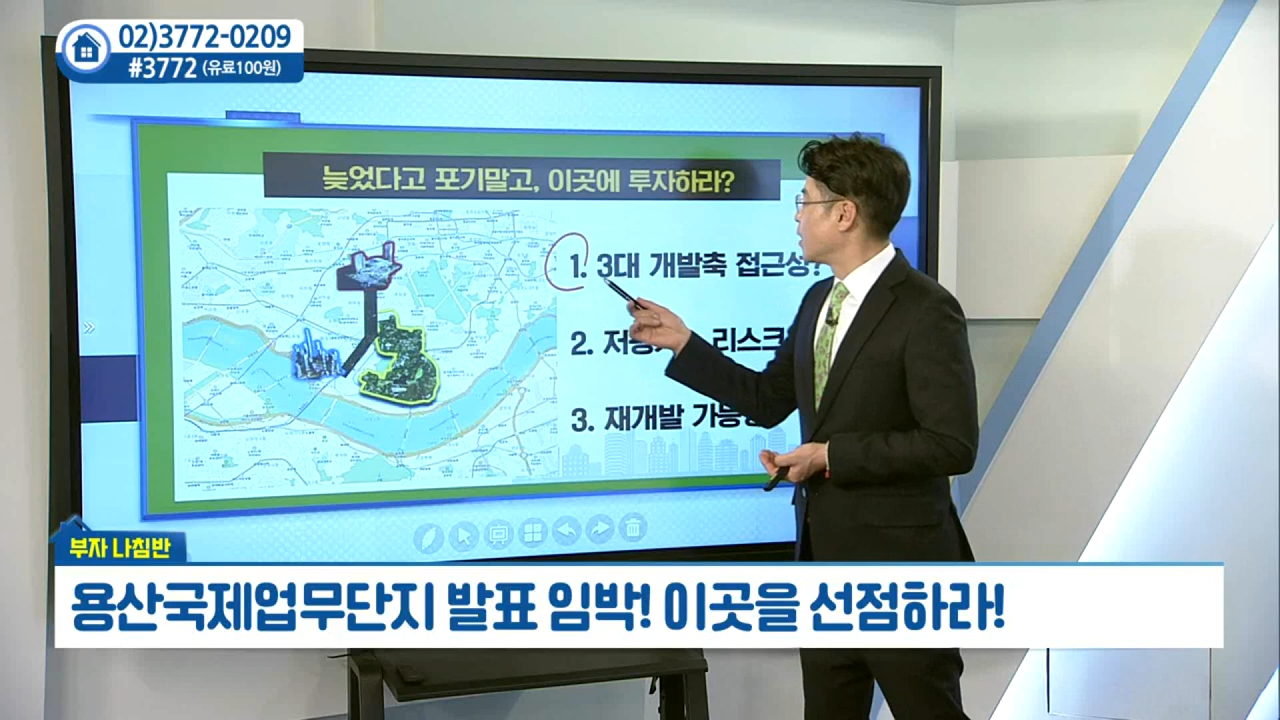 02)3772-0209
#3772 (유료100원)
늦었다고 포기말고, 이곳에 투자하라?
1. 3대 개발축 접근성?
2. 리스크
3. 재개발
부자 나침반
용산국제업무단지 발표 임박! 이곳을 선점하라!